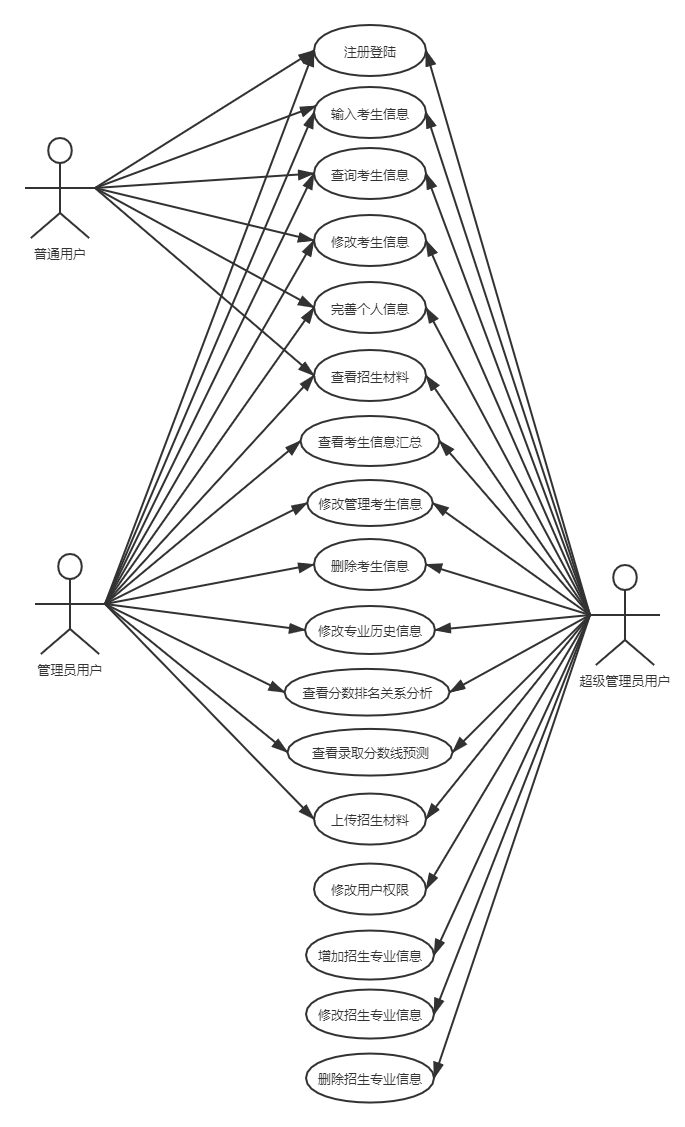 注册登陆
输入考生信息
查询考生信息
修改考生信息
普通用户
完善个人信息
查看招生材料
查看考生信息汇总
修改管理考生信息
删除考生信息
修改专业历史信息
管理员用户
超级管理员用户
查看分数排名关系分析
查看录取分数线预测
上传招生材料
修改用户权限
增加招生专业信息
修改招生专业信息
删除招生专业信息